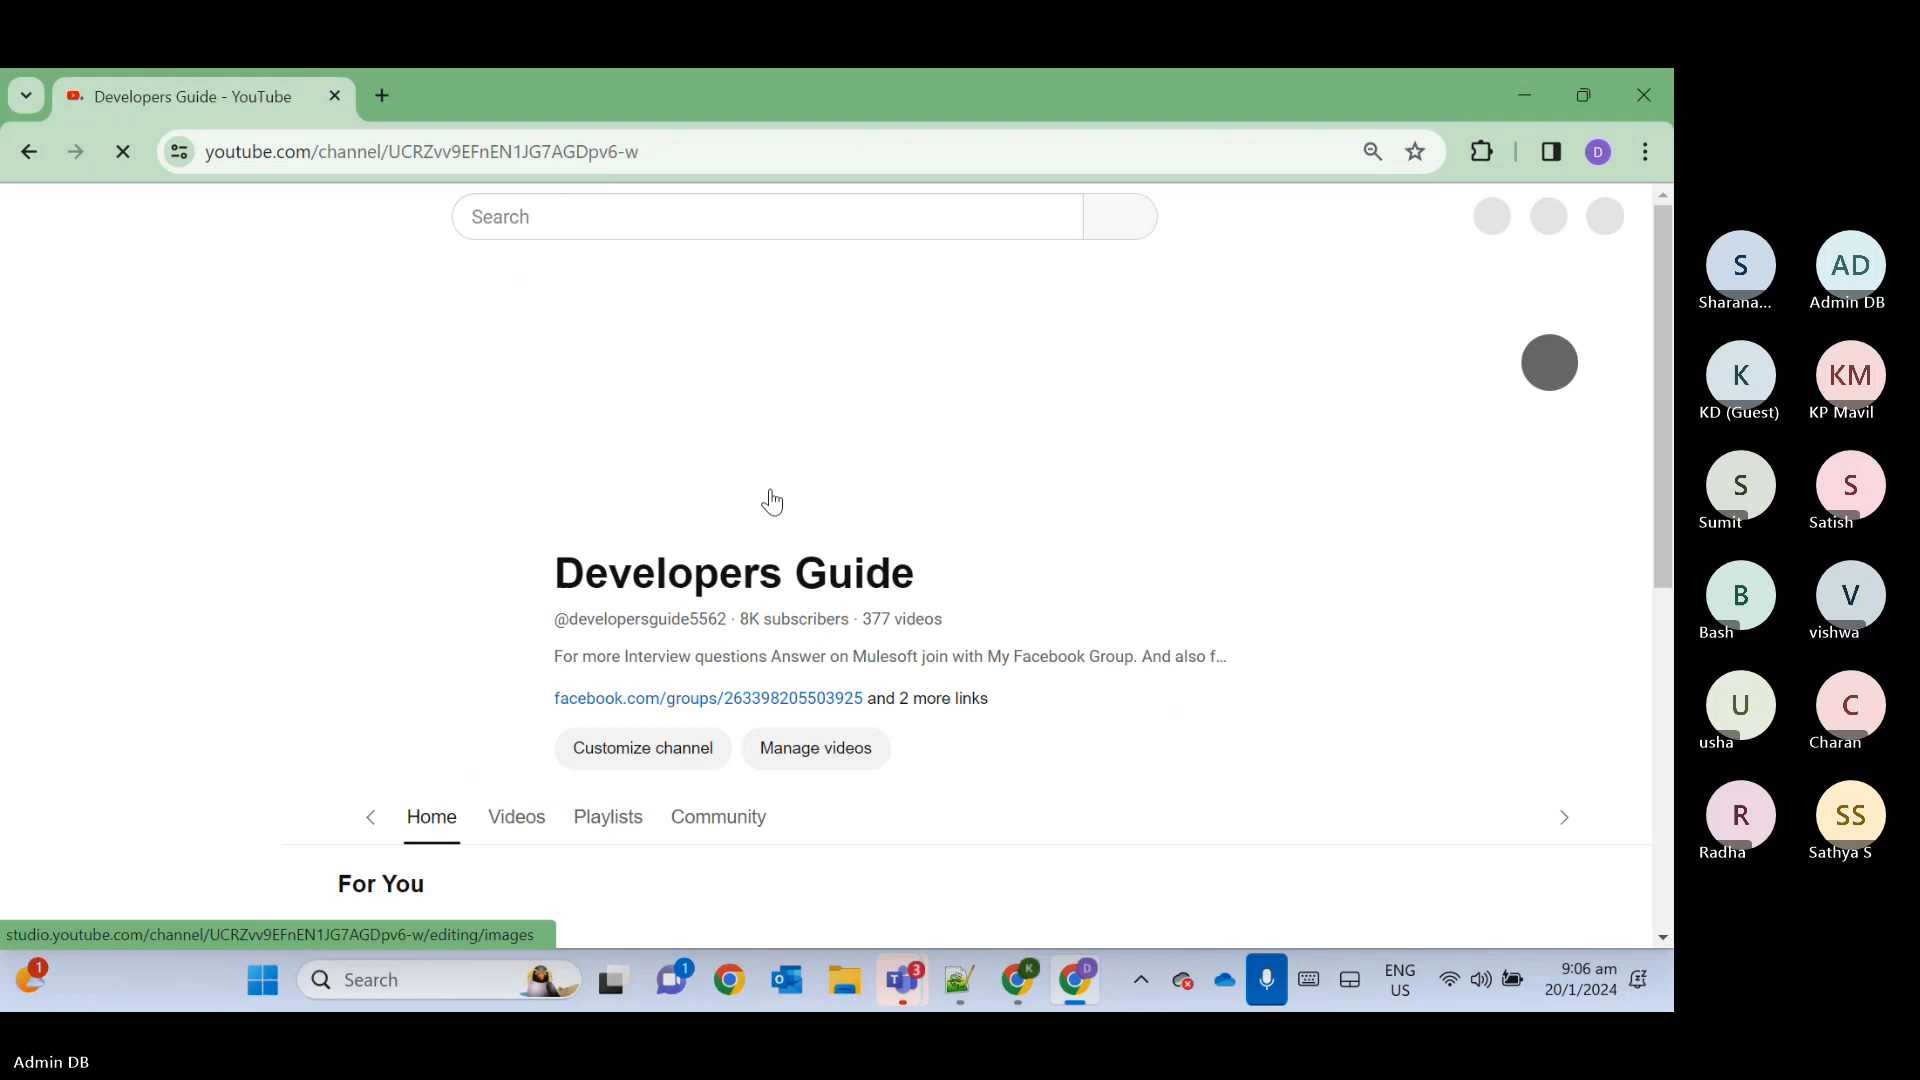 Developers Guide - YouTube
youtube.com/channel/UCRZvv9EFnEN1JG7AGDpv6-w
D
Search
Developers Guide
@developersguide5562 · 8K subscribers · 377 videos
For more Interview questions Answer on Mulesoft join with My Facebook Group. And also f...
facebook.com/groups/263398205503925 and 2 more links
Customize channel Manage videos
Home Videos Playlists Community
For You
studio.youtube.com/channel/UCRZvv9EFnEN1JG7AGDpv6-w/editing/images
1
Search
1
T 3
K
D
ENG
US
9:06 am
20/1/2024
S AD
Sharana... Admin DB
K KM
KD (Guest) KP Mavil
S S
Sumit Satish
B V
Bash vishwa
U C
usha Charan
R SS
Radha Sathya S
Admin DB